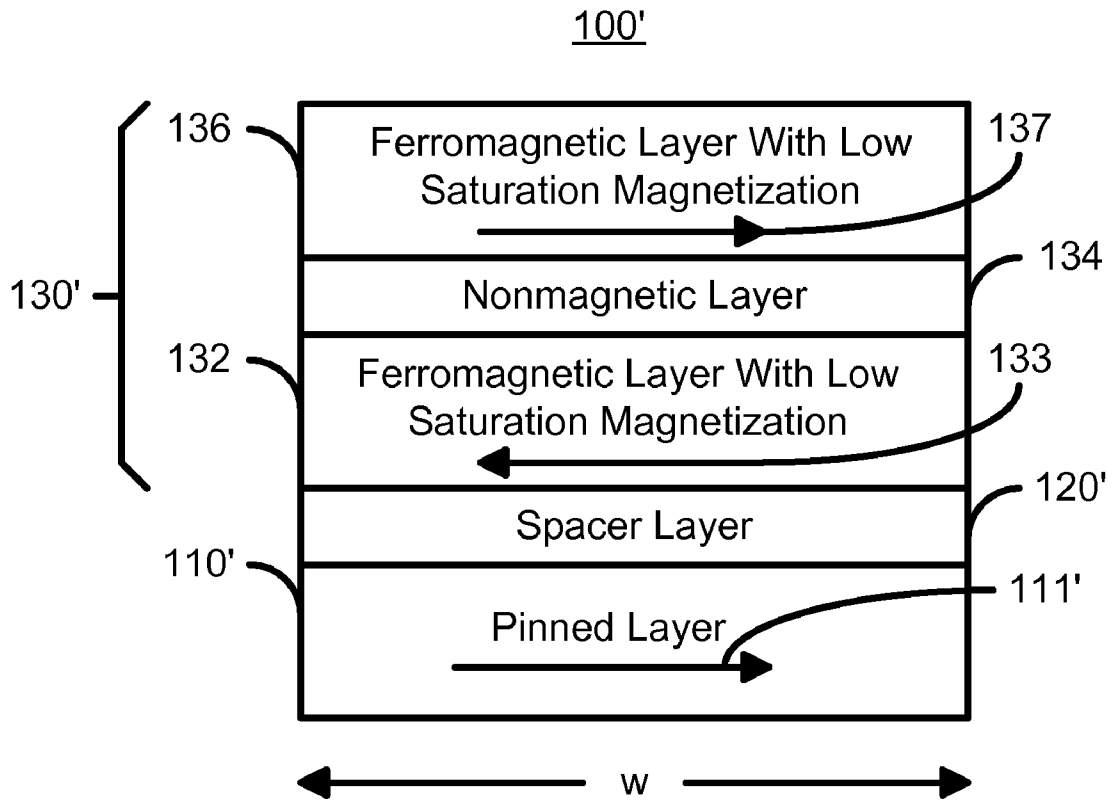 100'
136
Ferromagnetic Layer With Low
Saturation Magnetization
137
130'
Nonmagnetic Layer
134
132
Ferromagnetic Layer With Low
Saturation Magnetization
133
Spacer Layer
120'
110'
Pinned Layer
111'
w